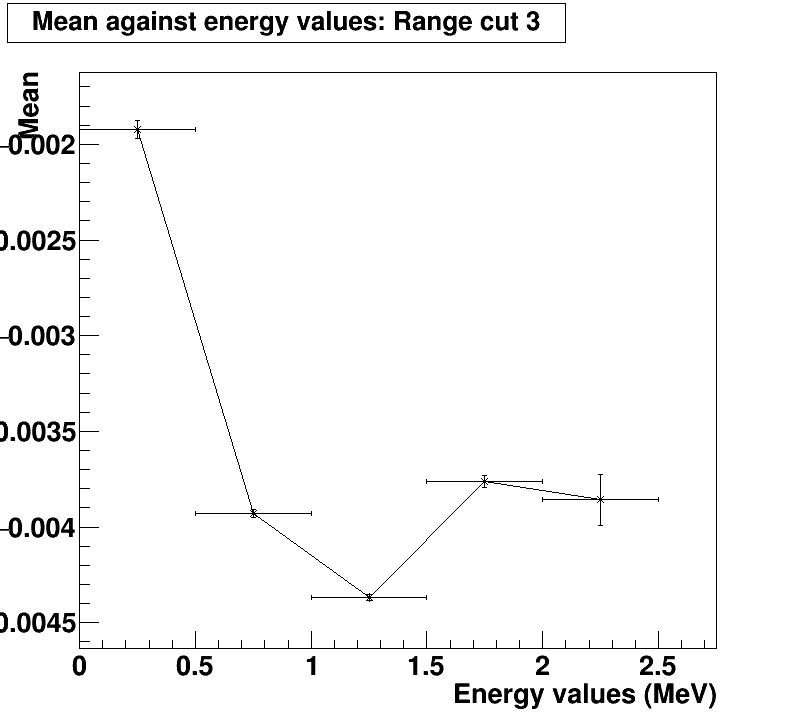 Mean against energy values: Range cut 3
Mean
−0.002
0.0025
−0.003
0.0035
−0.004
0.0045
0 0.5 1 1.5 2 2.5
Energy values (MeV)